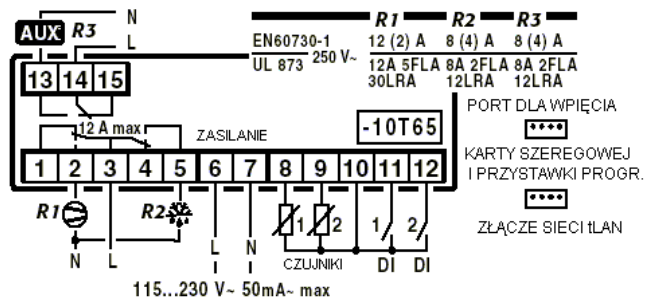 N
AUX R3 L
13 14 15
R1 R2 R3
EN60730-1 12 (2) A 8 (4) A 8 (4) A
UL 873 250 V~ 12A 5FLA 8A 2FLA 8A 2FLA
30LRA 12LRA 12LRA
12 A max
ZASILANIE
-10T65
1 2 3 4 5 6 7 8 9 10 11 12
R1 R2
1 2 1 2
N L
L N
CZUJNIKI
DI DI
115...230 V~ 50mA~ max
PORT DLA WPIĘCIA
KARTY SZEREGOWEJ
I PRZYSTAWKI PROGR.
ZŁĄCZE SIECI tLAN